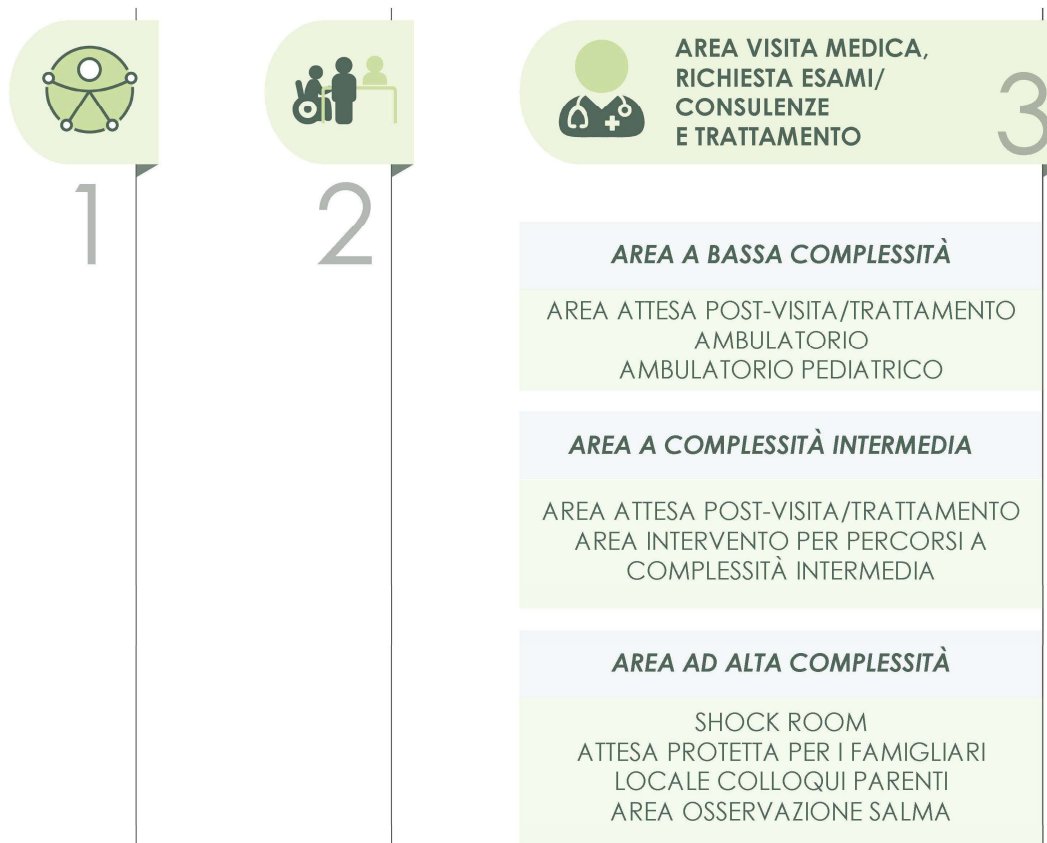 1
2
AREA VISITA MEDICA,
RICHIESTA ESAMI/
CONSULENZE
E TRATTAMENTO
3
AREA A BASSA COMPLESSITÀ
AREA ATTESA POST-VISITA/TRATTAMENTO
AMBULATORIO
AMBULATORIO PEDIATRICO
AREA A COMPLESSITÀ INTERMEDIA
AREA ATTESA POST-VISITA/TRATTAMENTO
AREA INTERVENTO PER PERCORSI A
COMPLESSITÀ INTERMEDIA
AREA AD ALTA COMPLESSITÀ
SHOCK ROOM
ATTESA PROTETTA PER I FAMIGLIARI
LOCALE COLLOQUI PARENTI
AREA OSSERVAZIONE SALMA